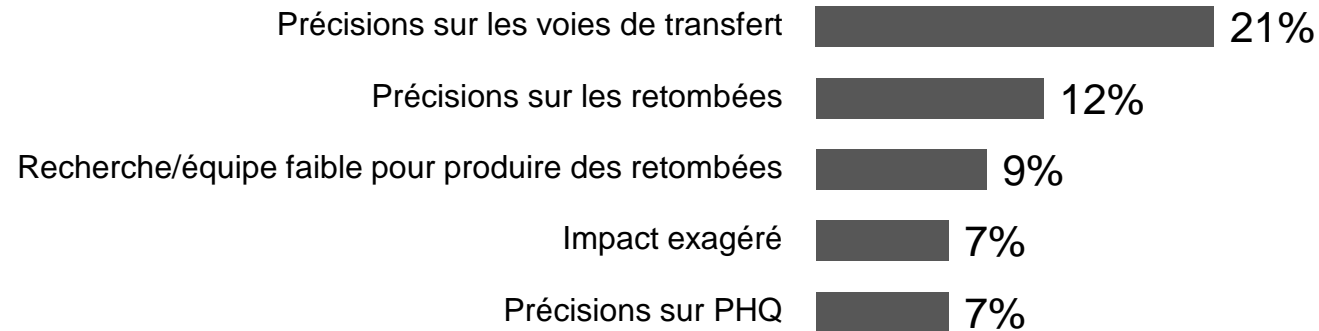 Précisions sur les voies de transfert 21%
Précisions sur les retombées 12%
Recherche/équipe faible pour produire des retombées 9%
Impact exagéré 7%
Précisions sur PHQ 7%